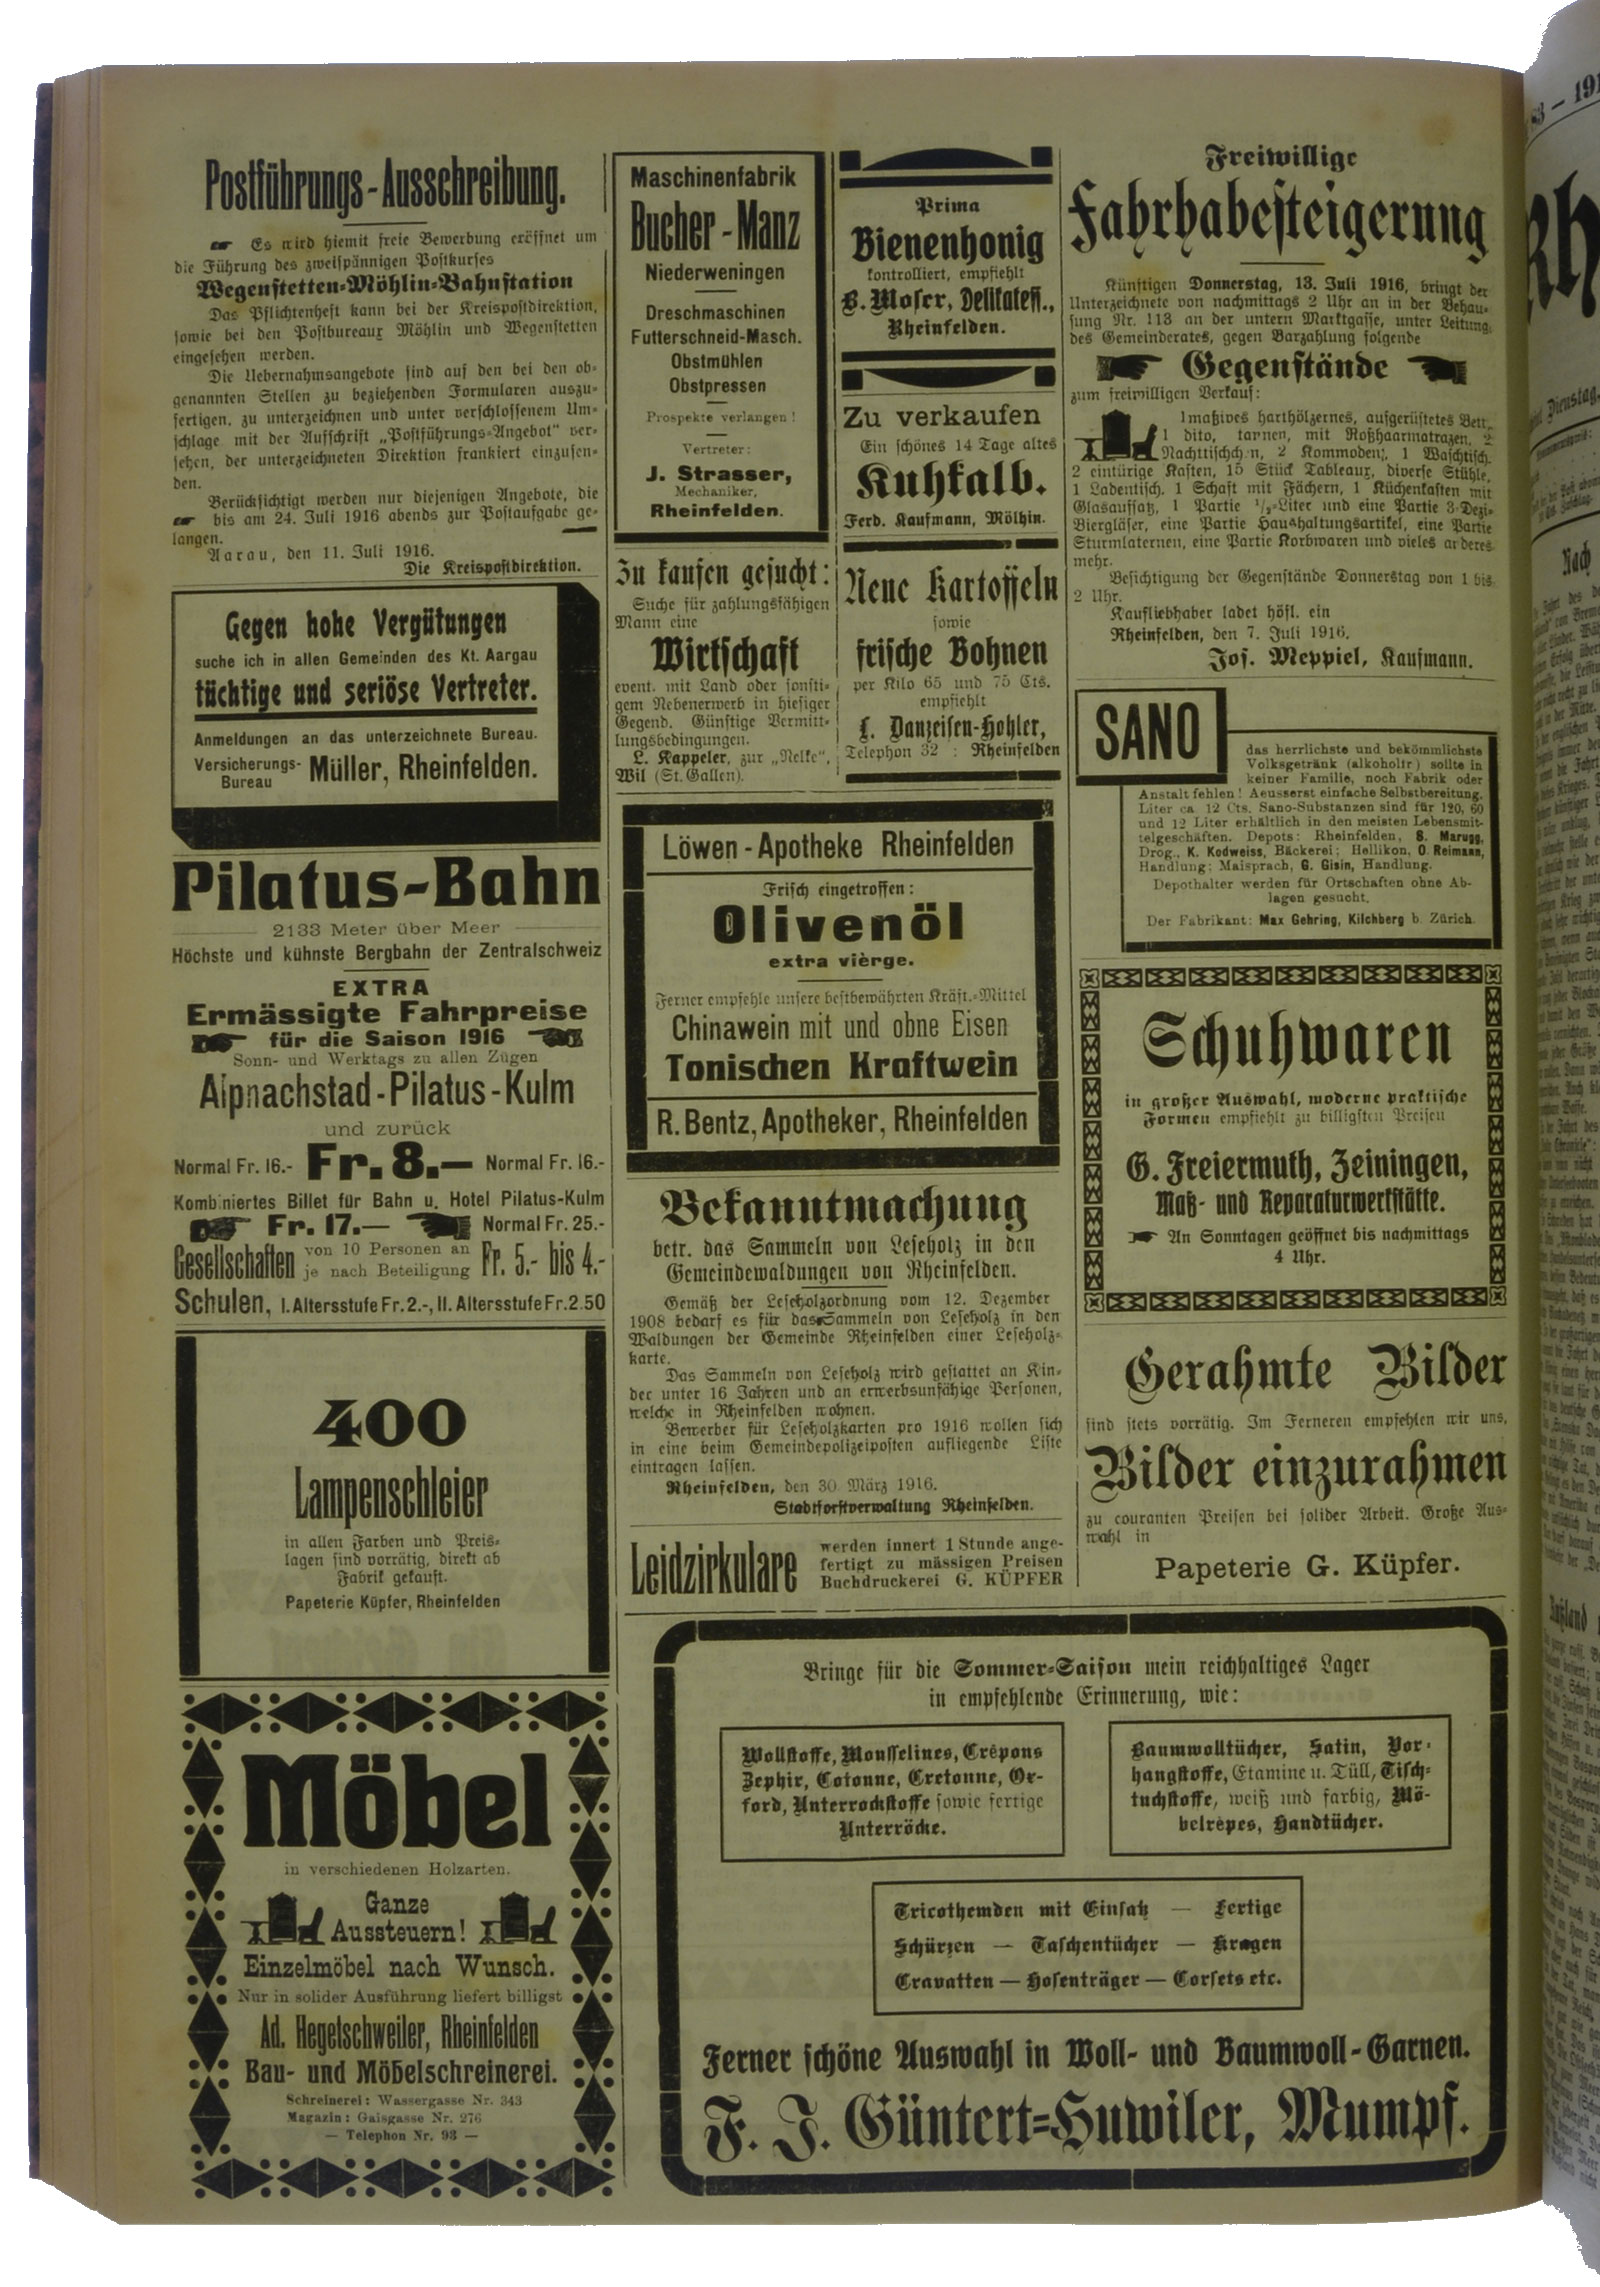 Postführungs-Ausschreibung.
Es wird hiemit freie Bewerbung eröffnet um
die Führung des zweispännigen Postkurses
Wegenstetten-Möhlin-Bahnstation
Das Pflichtenheft kann bei der Kreispostdirektion,
sowie bei den Postbureaux Möhlin und Wegenstetten
eingesehen werden.
Die Uebernahmsangebote sind auf den bei den ob-
genannten Stellen zu beziehenden Formularen auszu-
fertigen, zu unterzeichnen und unter verschlossenem Um-
schlage mit der Aufschrift „Postführungs-Angebot" ver-
sehen, der unterzeichneten Direktion frankiert einzusen-
den.
Berücksichtigt werden nur diejenigen Angebote, die
bis am 24. Juli 1916 abends zur Postaufgabe ge-
langen.
Aarau, den 11. Juli 1916.
Die Kreispostdirektion.
Gegen hohe Vergütungen
suche ich in allen Gemeinden des Kt. Aargau
tüchtige und seriöse Vertreter.
Anmeldungen an das unterzeichnete Bureau.
Versicherungs-
Bureau Müller, Rheinfelden.
Pilatus-Bahn
2133 Meter über Meer
Höchste und kühnste Bergbahn der Zentralschweiz
EXTRA
Ermässigte Fahrpreise
für die Saison 1916
Sonn- und Werktags zu allen Zügen
Alpnachstad-Pilatus-Kulm
und zurück
Normal Fr. 16.- Fr. 8.— Normal Fr. 16.-
Kombiniertes Billet für Bahn u. Hotel Pilatus-Kulm
Fr. 17.— Normal Fr. 25.-
Gesellschaften von 10 Personen an
je nach Beteiligung Fr. 5.- bis 4.-
Schulen, I. Altersstufe Fr. 2.-, II. Altersstufe Fr. 2.50
400
Lampenschleier
in allen Farben und Preis-
lagen sind vorrätig, direkt ab
Fabrik gekauft.
Papeterie Küpfer, Rheinfelden
Möbel
in verschiedenen Holzarten.
Ganze
Aussteuern!
Einzelmöbel nach Wunsch.
Nur in solider Ausführung liefert billigst
Ad. Hegetschweiler, Rheinfelden
Bau- und Möbelschreinerei.
Schreinerei: Wassergasse Nr. 343
Magazin: Gaisgasse Nr. 276
— Telephon Nr. 93 —
Maschinenfabrik
Bucher-Manz
Niederweningen
Dreschmaschinen
Futterschneid-Masch.
Obstmühlen
Obstpressen
Prospekte verlangen!
Vertreter:
J. Strasser,
Mechaniker,
Rheinfelden.
Zu kaufen gesucht:
Suche für zahlungsfähigen
Mann eine
Wirtschaft
event. mit Land oder sonsti-
gem Nebenerwerb in hiesiger
Gegend. Günstige Vermitt-
lungsbedingungen.
L. Kappeler, zur „Nelke",
Wil (St. Gallen).
Prima
Bienenhonig
kontrolliert, empfiehlt
B. Moser, Delikatess.,
Rheinfelden.
Zu verkaufen
Ein schönes 14 Tage altes
Kuhkalb.
Ferd. Kaufmann, Mölhin.
Neue Kartoffeln
sowie
frische Bohnen
per Kilo 65 und 75 Cts.
empfiehlt
L. Danzeisen-Hohler,
Telephon 32 : Rheinfelden
Löwen-Apotheke Rheinfelden
Frisch eingetroffen:
Olivenöl
extra vièrge.
Ferner empfehle unsere bestbewährten Kräft.-Mittel
Chinawein mit und ohne Eisen
Tonischen Kraftwein
R. Bentz, Apotheker, Rheinfelden
Bekanntmachung
betr. das Sammeln von Leseholz in den
Gemeindewaldungen von Rheinfelden.
Gemäß der Leseholzordnung vom 12. Dezember
1908 bedarf es für das Sammeln von Leseholz in den
Waldungen der Gemeinde Rheinfelden einer Leseholz-
karte.
Das Sammeln von Leseholz wird gestattet an Kin-
der unter 16 Jahren und an erwerbsunfähige Personen,
welche in Rheinfelden wohnen.
Bewerber für Leseholzkarten pro 1916 wollen sich
in eine beim Gemeindepolizeiposten aufliegende Liste
eintragen lassen.
Rheinfelden, den 30. März 1916.
Stadtforstverwaltung Rheinfelden.
Leidzirkulare werden innert 1 Stunde ange-
fertigt zu mässigen Preisen
Buchdruckerei G. KÜPFER
Freiwillige
Fahrhabesteigerung
Künftigen Donnerstag, 13. Juli 1916, bringt der
Unterzeichnete von nachmittags 2 Uhr an in der Behau-
sung Nr. 113 an der untern Marktgasse, unter Leitung
des Gemeinderates, gegen Barzahlung folgende
Gegenstände
zum freiwilligen Verkauf:
1 maßives harthölzernes, aufgerüstetes Bett,
1 dito, tannen, mit Roßhaarmatrazen, 2
Nachttischchen, 2 Kommoden, 1 Waschtisch,
2 eintürige Kasten, 15 Stück Tableaux, diverse Stühle,
1 Ladentisch, 1 Schaft mit Fächern, 1 Küchenkasten mit
Glasaufsatz, 1 Partie 1/2-Liter und eine Partie 3-Dezi-
Biergläser, eine Partie Haushaltungsartikel, eine Partie
Sturmlaternen, eine Partie Korbwaren und vieles anderes
mehr.
Besichtigung der Gegenstände Donnerstag von 1 bis
2 Uhr.
Kaufliebhaber ladet höfl. ein
Rheinfelden, den 7. Juli 1916.
Jos. Meppiel, Kaufmann.
SANO
das herrlichste und bekömmlichste
Volksgetränk (alkoholfr) sollte in
keiner Familie, noch Fabrik oder
Anstalt fehlen! Aeusserst einfache Selbstbereitung.
Liter ca. 12 Cts. Sano-Substanzen sind für 120, 60
und 12 Liter erhältlich in den meisten Lebensmit-
telgeschäften. Depots: Rheinfelden, S. Marugg,
Drog., K. Kodweiss, Bäckerei; Hellikon, O. Reimann,
Handlung; Maisprach, G. Gisin, Handlung.
Depothalter werden für Ortschaften ohne Ab-
lagen gesucht.
Der Fabrikant: Max Gehring, Kilchberg b. Zürich.
Schuhwaren
in großer Auswahl, moderne praktische
Formen empfiehlt zu billigsten Preisen
G. Freiermuth, Zeiningen,
Maß- und Reparaturwerkstätte.
An Sonntagen geöffnet bis nachmittags
4 Uhr.
Gerahmte Bilder
sind stets vorrätig. Im Ferneren empfehlen wir uns,
Bilder einzurahmen
zu couranten Preisen bei solider Arbeit. Große Aus-
wahl in
Papeterie G. Küpfer.
Bringe für die Sommer-Saison mein reichhaltiges Lager
in empfehlende Erinnerung, wie:
Wollstoffe, Mousselines, Crêpons
Zephir, Cotonne, Cretonne, Ox-
ford, Unterrockstoffe sowie fertige
Unterröcke.
Baumwolltücher, Satin, Vor-
hangstoffe, Etamine u. Tüll, Tisch-
tuchstoffe, weiß und farbig, Mö-
belrèpes, Handtücher.
Tricothemden mit Einsatz — Fertige
Schürzen — Taschentücher — Kragen
Cravatten — Hosenträger — Corsets etc.
Ferner schöne Auswahl in Woll- und Baumwoll-Garnen.
F. J. Güntert-Huwiler, Mumpf.